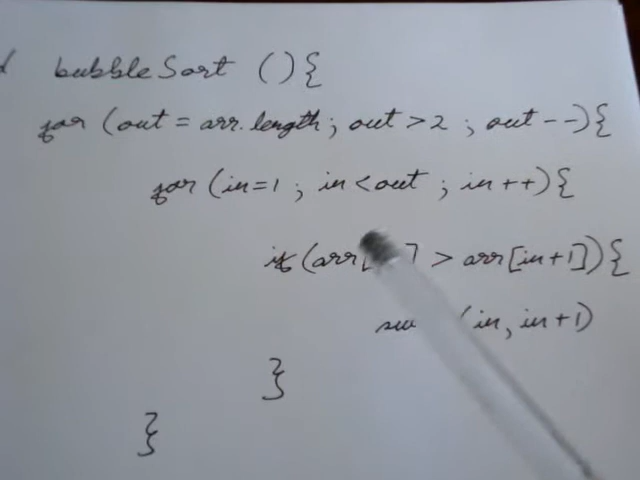 bubbleSort (){
for (out = arr.length; out > 2 ; out --){
for (in=1 ; in < out ; in ++){
if (arr[ ] > arr[in+1]){
(in, in+1)
}
}